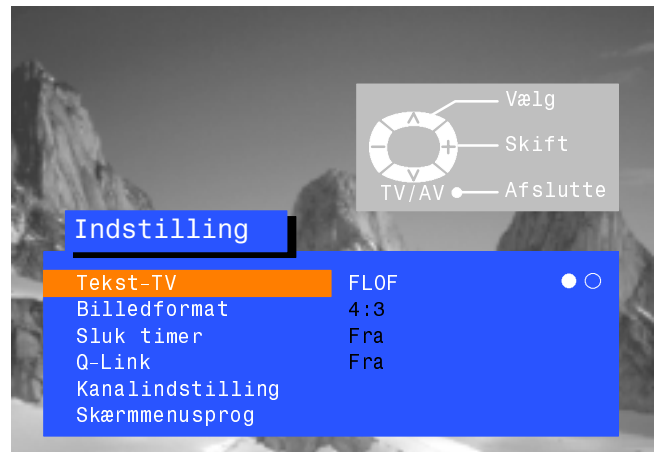 Vælg
Skift
TV/AV Afslutte
Indstilling
Tekst-TV FLOF
Billedformat 4:3
Sluk timer Fra
Q-Link Fra
Kanalindstilling
Skærmmenusprog